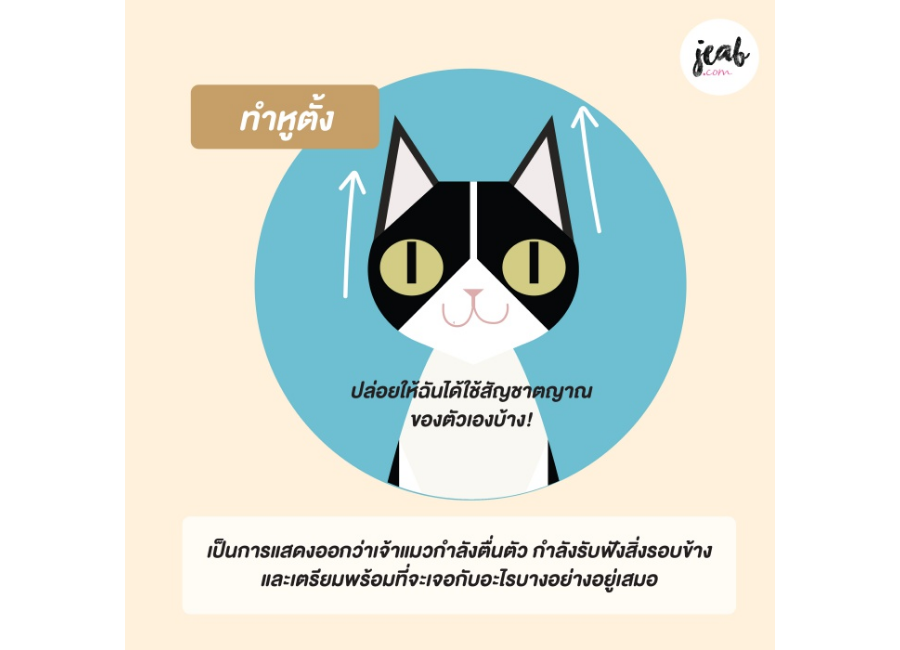 jeab
.com
ทำหูตั้ง
ปล่อยให้ฉันได้ใช้สัญชาตญาณ
ของตัวเองบ้าง!
เป็นการแสดงออกว่าเจ้าแมวกำลังตื่นตัว กำลังรับฟังสิ่งรอบข้าง
และเตรียมพร้อมที่จะเจอกับอะไรบางอย่างอยู่เสมอ